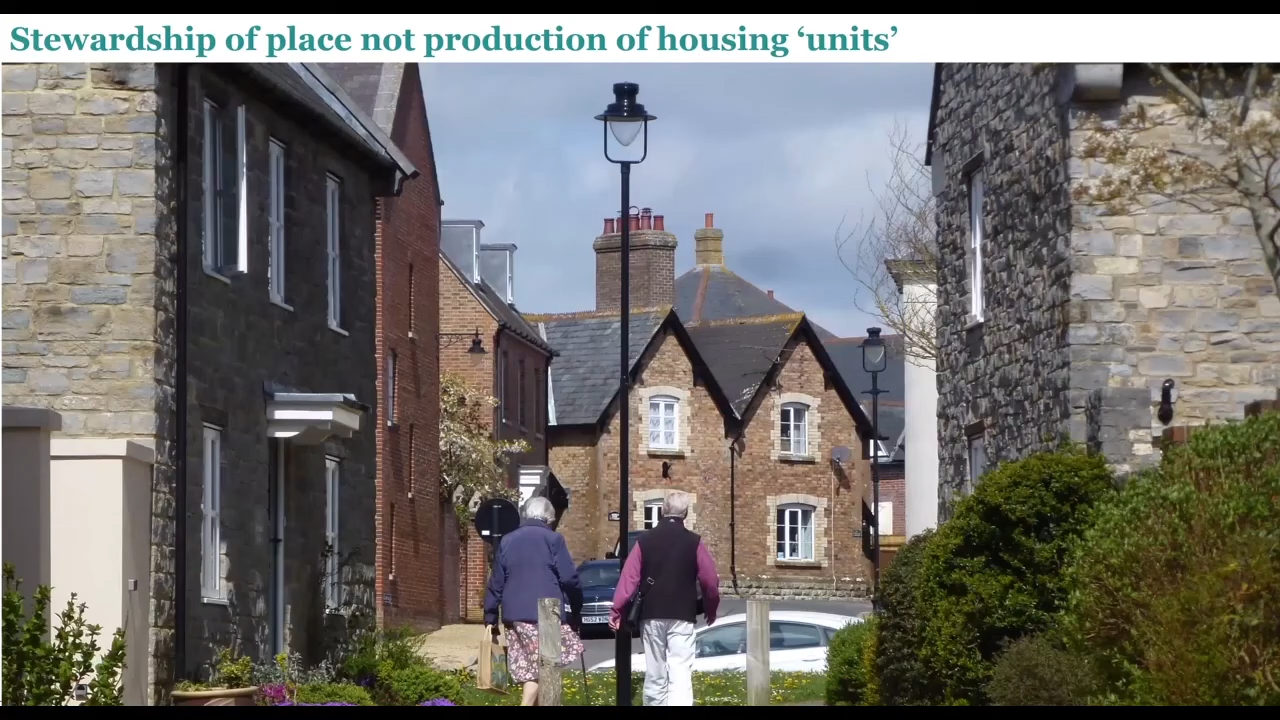 Stewardship of place not production of housing ‘units’